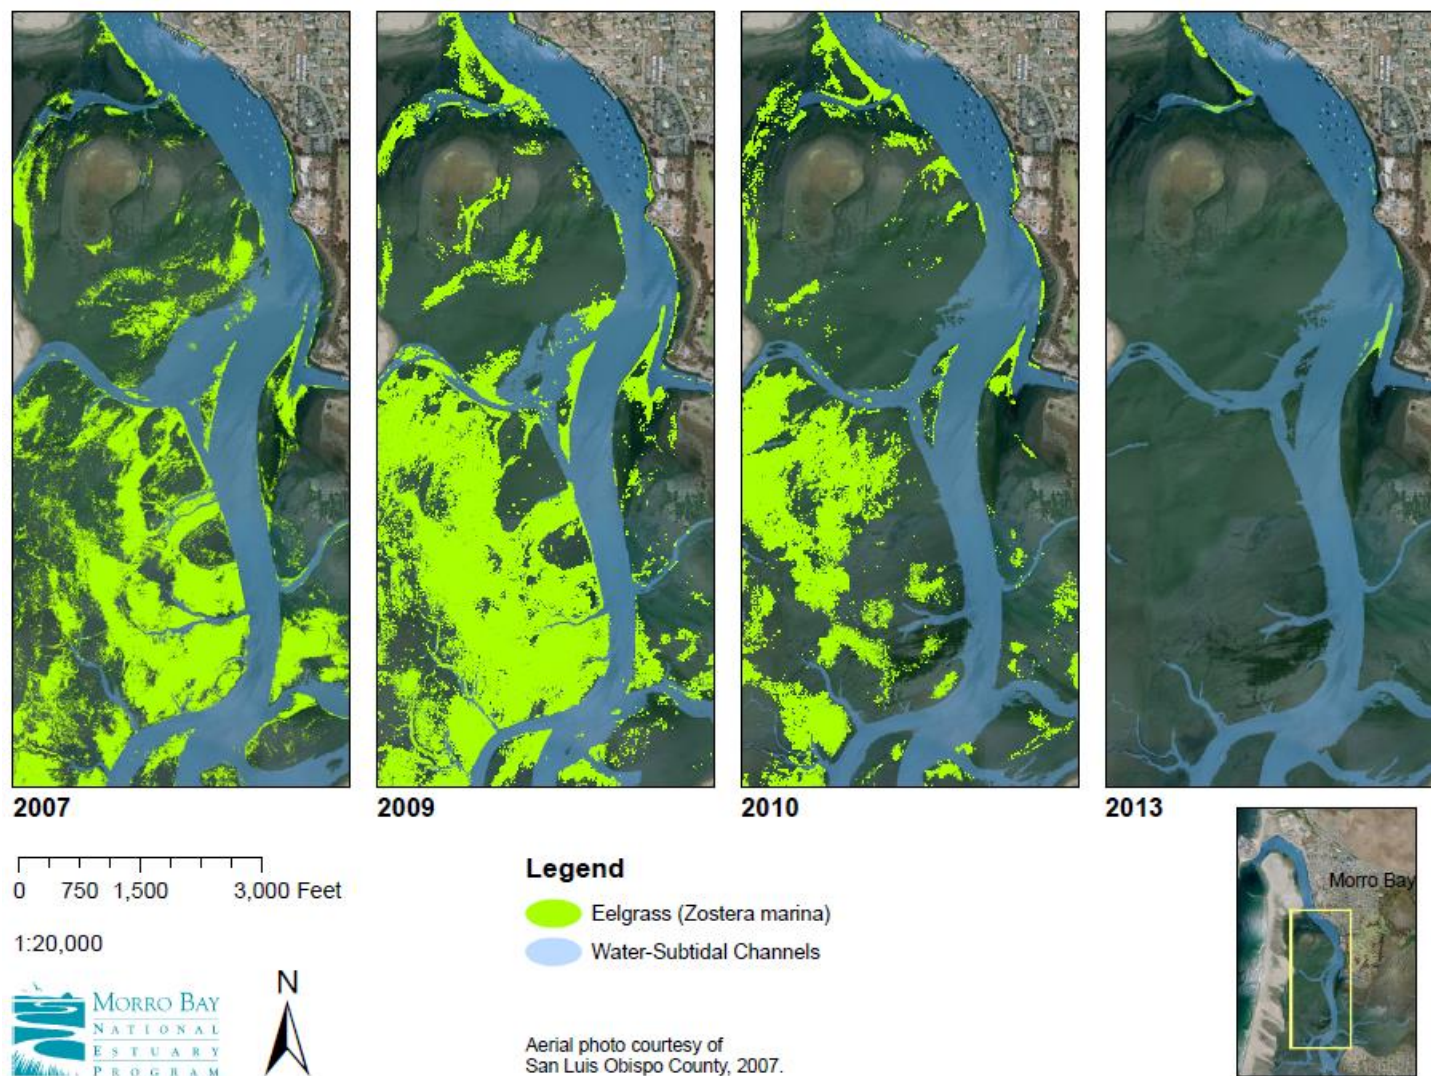 2007
2009
2010
2013
0 750 1,500 3,000 Feet
1:20,000
MORRO BAY
NATIONAL
ESTUARY
PROGRAM
N
Legend
Eelgrass (Zostera marina)
Water-Subtidal Channels
Aerial photo courtesy of
San Luis Obispo County, 2007.
Morro Bay